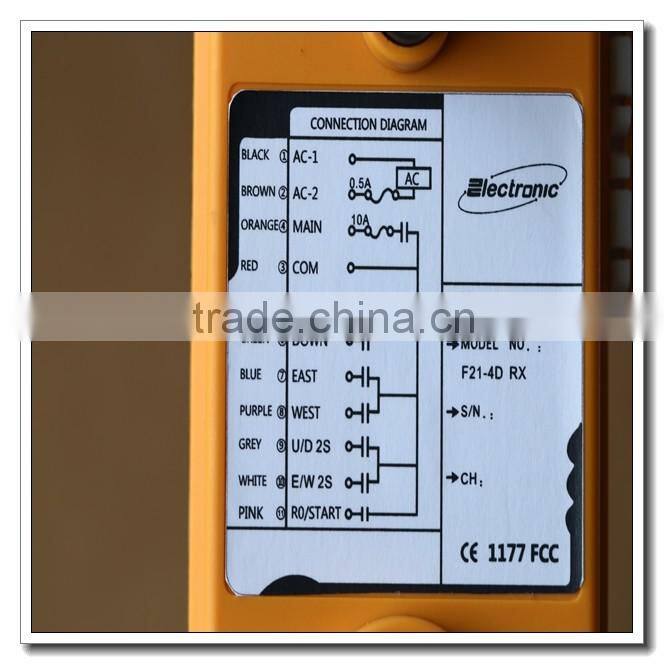 CONNECTION DIAGRAM
BLACK ① AC-1
AC
BROWN ② AC-2 0.5A
ORANGE ④ MAIN 10A
RED ③ COM
Electronic
trade.china.cn
DOWN
BLUE ⑦ EAST
PURPLE ⑧ WEST
GREY ⑨ U/D 2S
WHITE ⑩ E/W 2S
PINK ⑪ R0/START
MODEL NO.:
F21-4D RX
S/N.:
CH:
CE 1177 FCC